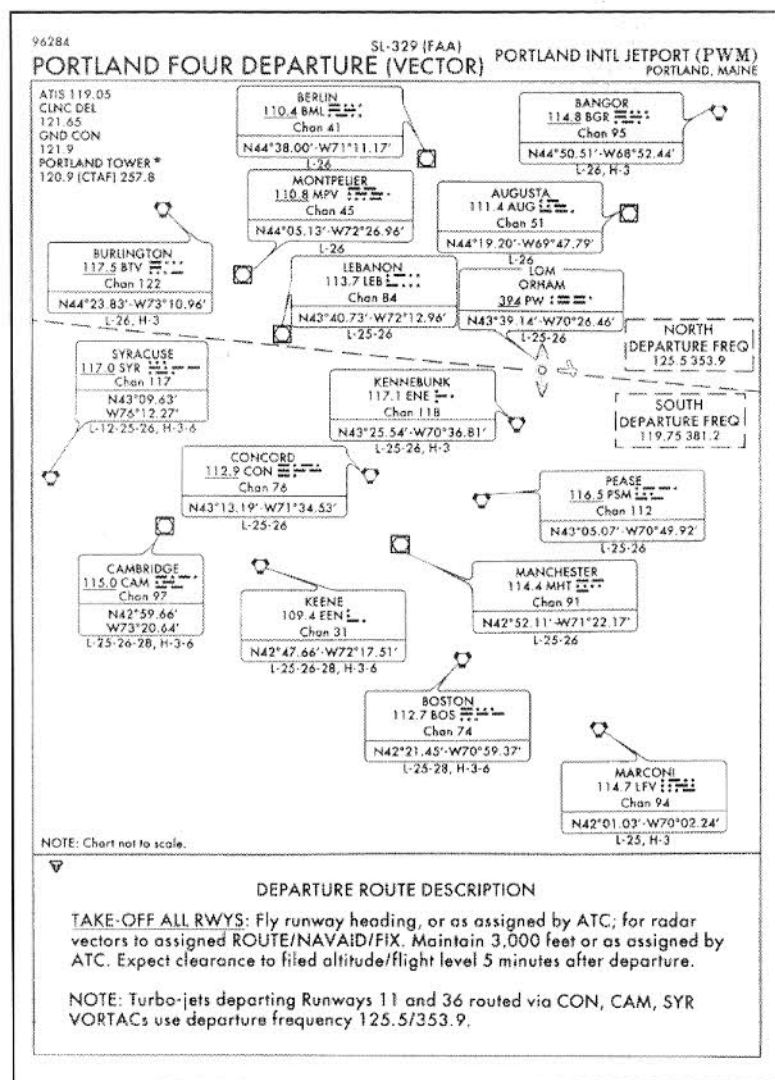 96284
SL-329 (FAA)
PORTLAND FOUR DEPARTURE (VECTOR)
PORTLAND INTL JETPORT (PWM)
PORTLAND, MAINE
ATIS 119.05
CLNC DEL
121.65
GND CON
121.9
PORTLAND TOWER*
120.9 (CTAF) 257.8
BERLIN
110.4 BML
Chan 41
N44°38.00'-W71°11.17'
L-26
BANGOR
114.8 BGR
Chan 95
N44°50.51'-W68°52.44'
L-26, H-3
MONTPELIER
110.8 MPV
Chan 45
N44°05.13'-W72°26.96'
L-26
AUGUSTA
111.4 AUG
Chan 51
N44°19.20'-W69°47.79'
L-26
BURLINGTON
117.5 BTV
Chan 122
N44°23.83'-W73°10.96'
L-26, H-3
LEBANON
113.7 LEB
Chan 84
N43°40.73'-W72°12.96'
L-25-26
LOM
ORHAM
394 PW
N43°39.14'-W70°26.46'
L-25-26
NORTH
DEPARTURE FREQ
125.5 353.9
SYRACUSE
117.0 SYR
Chan 117
N43°09.63'
W76°12.27'
L-12-25-26, H-3-6
KENNEBUNK
117.1 ENE
Chan 118
N43°25.54'-W70°36.81'
L-25-26, H-3
SOUTH
DEPARTURE FREQ
119.75 381.2
CONCORD
112.9 CON
Chan 76
N43°13.19'-W71°34.53'
L-25-26
PEASE
116.5 PSM
Chan 112
N43°05.07'-W70°49.92'
L-25-26
CAMBRIDGE
115.0 CAM
Chan 97
N42°59.66'
W73°20.64'
L-25-26-28, H-3-6
KEENE
109.4 EEN
Chan 31
N42°47.66'-W72°17.51'
L-25-26-28, H-3-6
MANCHESTER
114.4 MHT
Chan 91
N42°52.11'-W71°22.17'
L-25-26
BOSTON
112.7 BOS
Chan 74
N42°21.45'-W70°59.37'
L-25-28, H-3-6
MARCONI
114.7 LFV
Chan 94
N42°01.03'-W70°02.24'
L-25, H-3
NOTE: Chart not to scale.
T
DEPARTURE ROUTE DESCRIPTION
TAKE-OFF ALL RWYS: Fly runway heading, or as assigned by ATC; for radar
vectors to assigned ROUTE/NAVAID/FIX. Maintain 3,000 feet or as assigned by
ATC. Expect clearance to filed altitude/flight level 5 minutes after departure.
NOTE: Turbo-jets departing Runways 11 and 36 routed via CON, CAM, SYR
VORTACs use departure frequency 125.5/353.9.